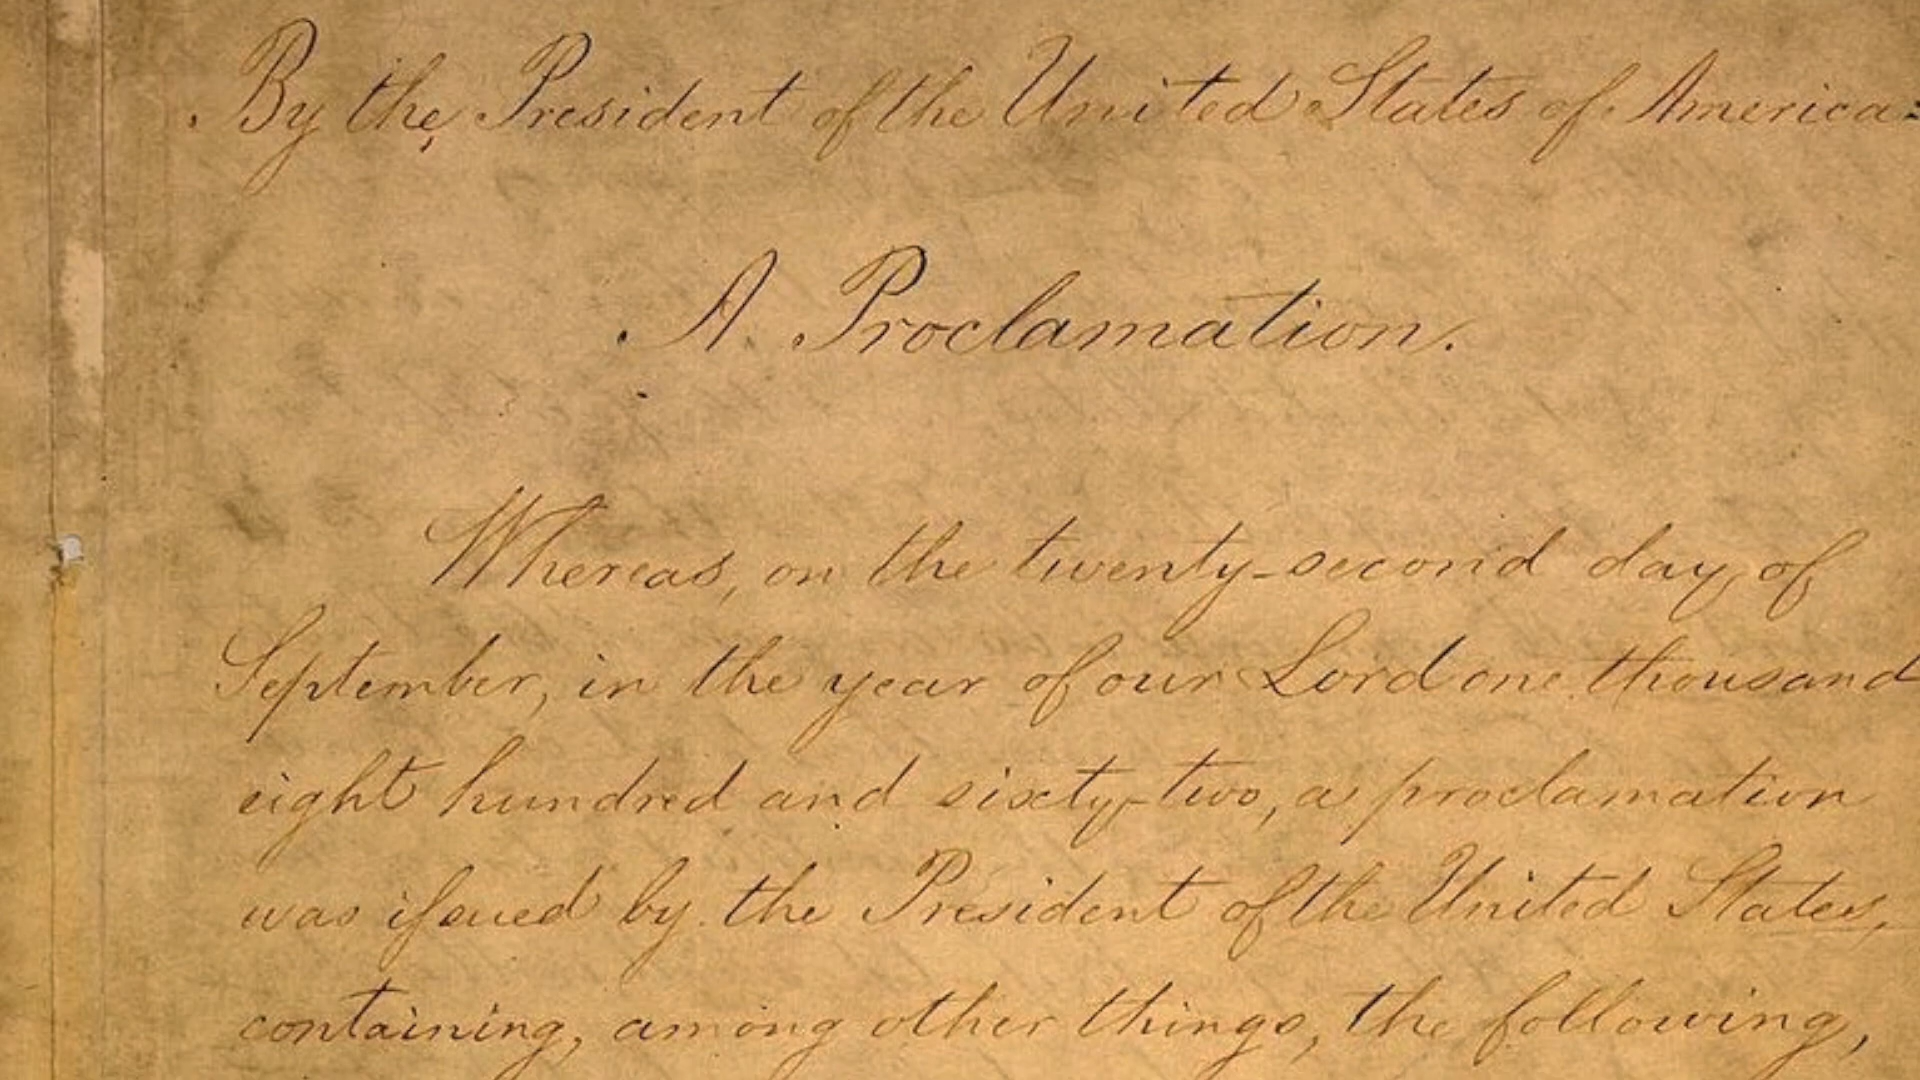 By the President of the United States of America:
A Proclamation.
Whereas, on the twenty-second day of
September, in the year of our Lord one thousand
eight hundred and sixty-two, a proclamation
was issued by the President of the United States,
containing, among other things, the following,